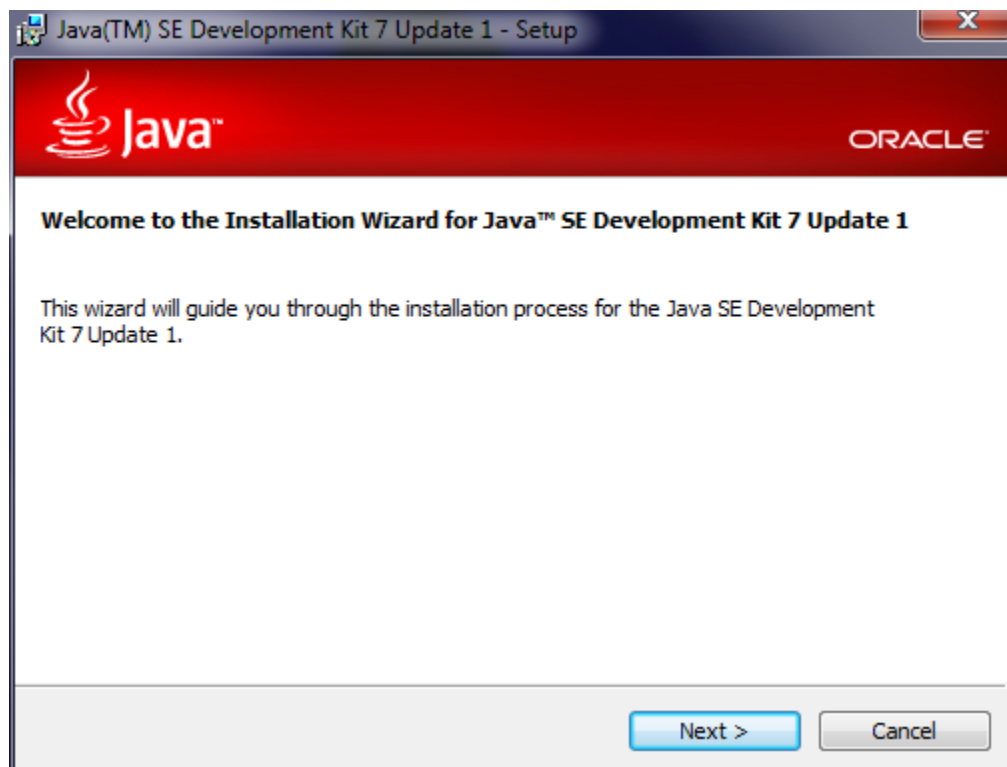 Java(TM) SE Development Kit 7 Update 1 - Setup
Java™
ORACLE®
Welcome to the Installation Wizard for Java™ SE Development Kit 7 Update 1
This wizard will guide you through the installation process for the Java SE Development
Kit 7 Update 1.
Next >
Cancel